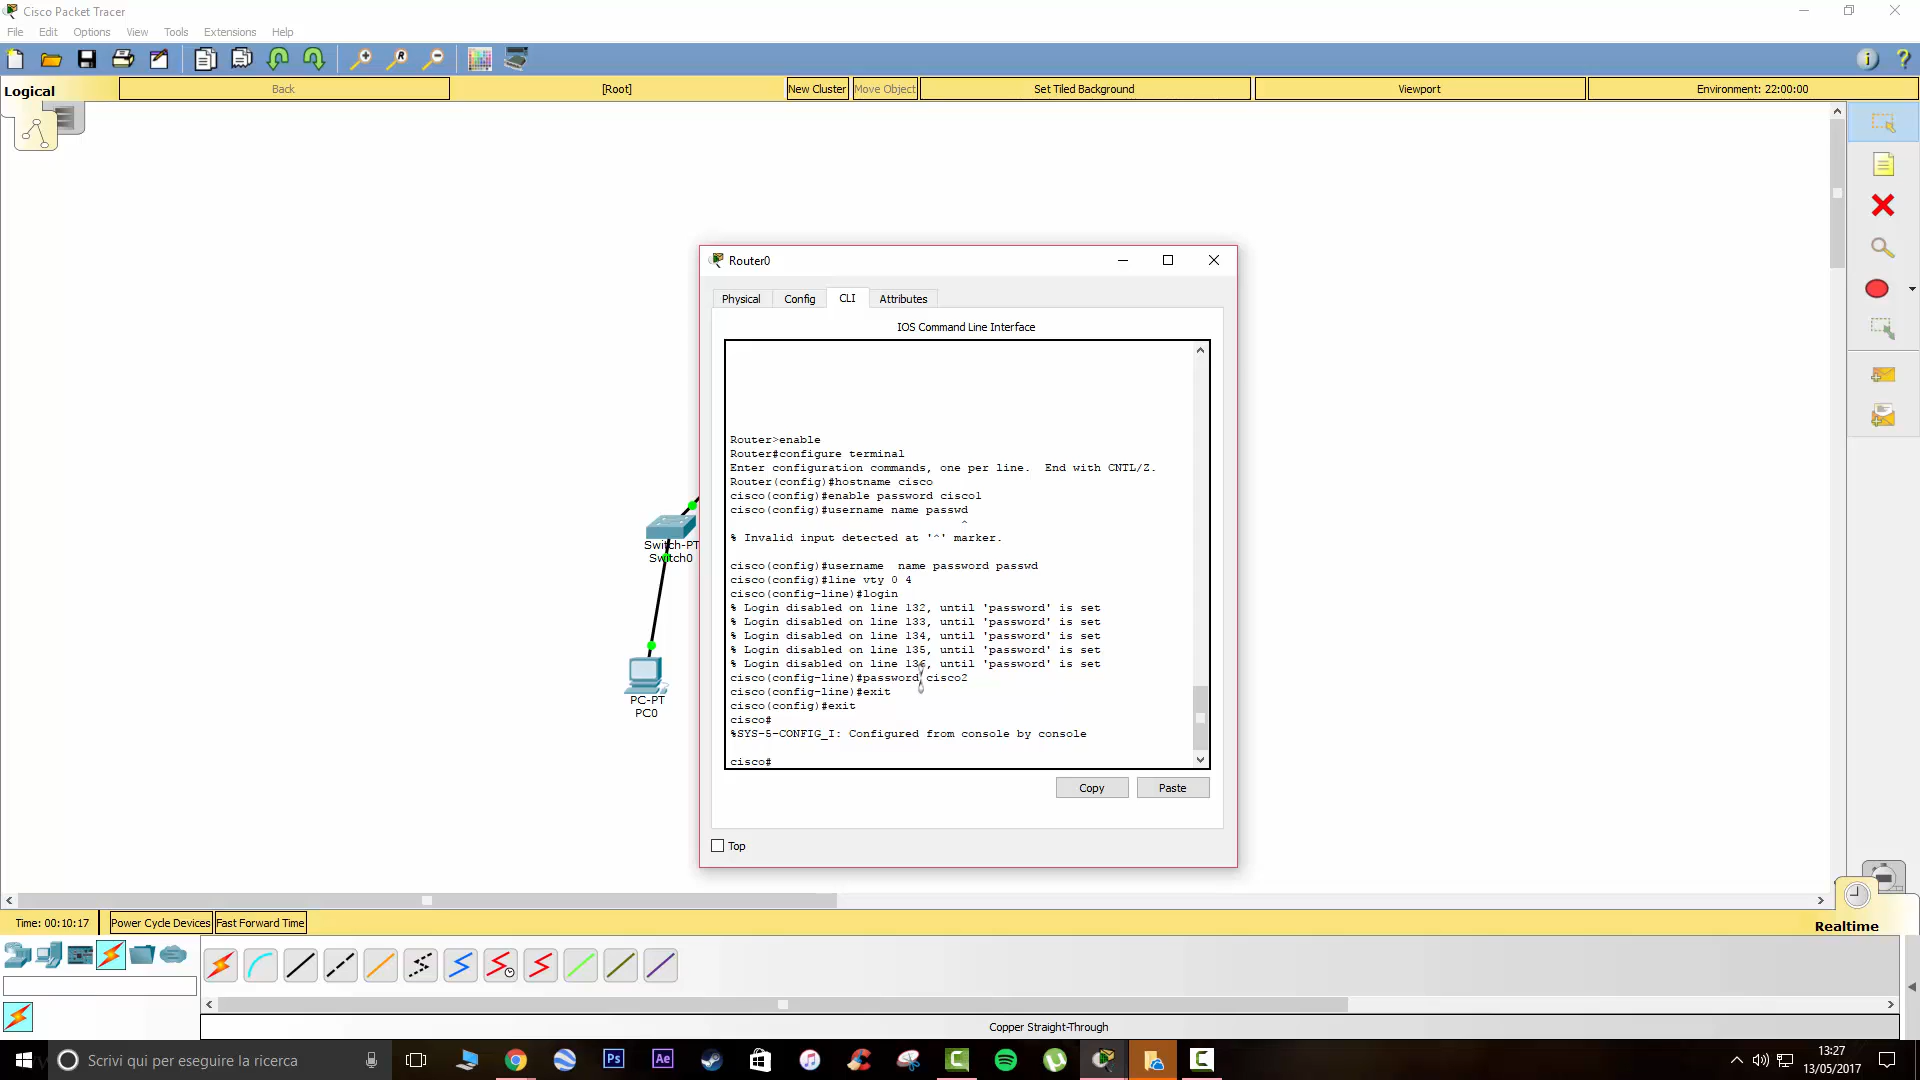 Cisco Packet Tracer
File Edit Options View Tools Extensions Help
Logical
Back
[Root]
New Cluster
Move Object
Set Tiled Background
Viewport
Environment: 22:00:00
Router0
Physical Config CLI Attributes
IOS Command Line Interface
Router>enable
Router#configure terminal
Enter configuration commands, one per line.  End with CNTL/Z.
Router(config)#hostname cisco
cisco(config)#enable password cisco1
cisco(config)#username name passwd
^
% Invalid input detected at '^' marker.
cisco(config)#username  name password passwd
cisco(config)#line vty 0 4
cisco(config-line)#login
% Login disabled on line 132, until 'password' is set
% Login disabled on line 133, until 'password' is set
% Login disabled on line 134, until 'password' is set
% Login disabled on line 135, until 'password' is set
% Login disabled on line 136, until 'password' is set
cisco(config-line)#password cisco2
cisco(config-line)#exit
cisco(config)#exit
cisco#
%SYS-5-CONFIG_I: Configured from console by console
cisco#
Copy
Paste
Top
Switch-PT
Switch0
PC-PT
PC0
Time: 00:10:17
Power Cycle Devices
Fast Forward Time
Realtime
Copper Straight-Through
Scrivi qui per eseguire la ricerca
Ps
Ae
13:27
13/05/2017